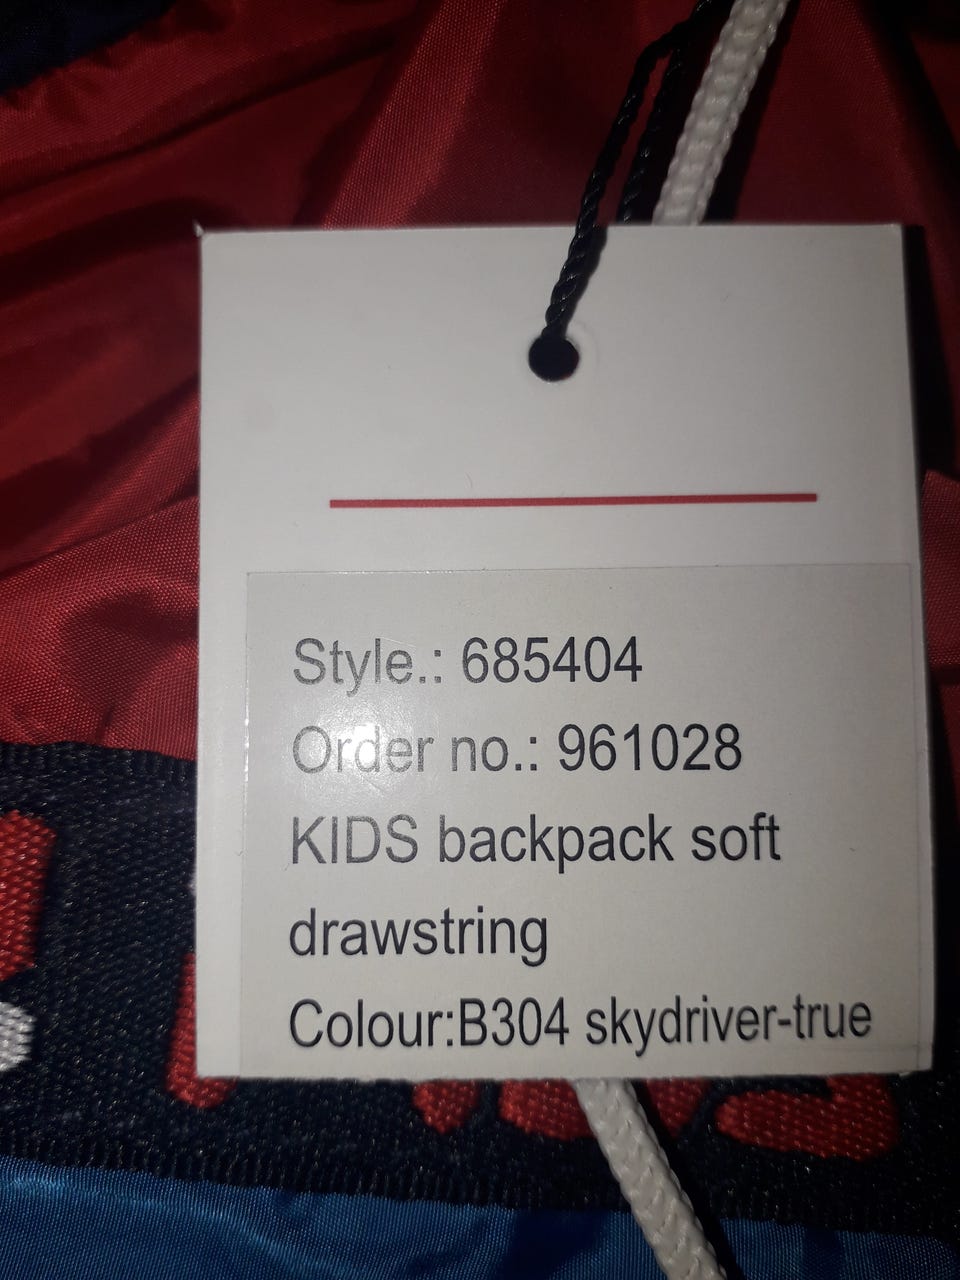 Style.: 685404
Order no.: 961028
KIDS backpack soft
drawstring
Colour:B304 skydriver-true